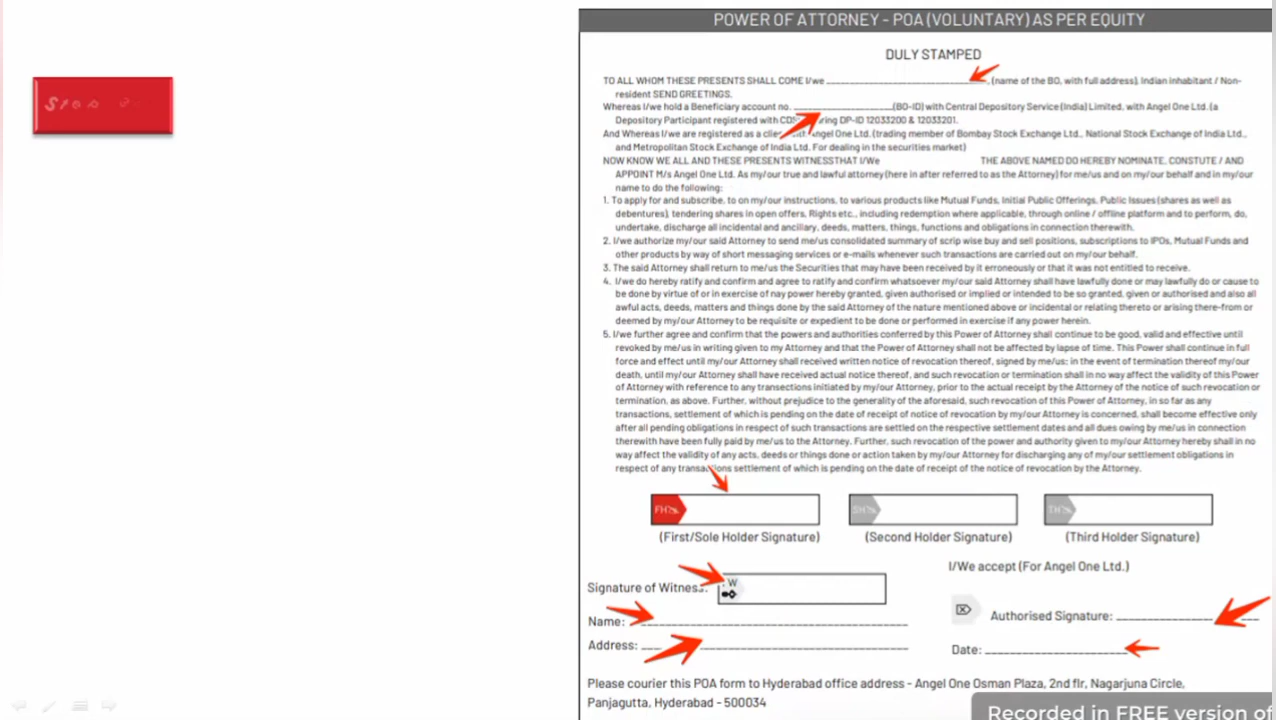 POWER OF ATTORNEY - POA (VOLUNTARY) AS PER EQUITY
DULY STAMPED
TO ALL WHOM THESE PRESENTS SHALL COME I/we ____________________, (name of the BO, with full address), Indian inhabitant / Non-
resident SEND GREETINGS.
Whereas I/we hold a Beneficiary account no. ____________________(BO-ID) with Central Depository Service (India) Limited, with Angel One Ltd. (a
Depository Participant registered with CDS ring DP-ID 12033200 & 12033201.
And Whereas I/we are registered as a clie Angel One Ltd. (trading member of Bombay Stock Exchange Ltd., National Stock Exchange of India Ltd.,
and Metropolitan Stock Exchange of India Ltd. For dealing in the securities market)
NOW KNOW WE ALL AND THESE PRESENTS WITNESSTHAT I/We THE ABOVE NAMED DO HEREBY NOMINATE, CONSTUTE / AND
APPOINT M/s Angel One Ltd. As my/our true and lawful attorney (here in after referred to as the Attorney) for me/us and on my/our behalf and in my/our
name to do the following:
1. To apply for and subscribe, to on my/our instructions, to various products like Mutual Funds, Initial Public Offerings, Public Issues (shares as well as
debentures), tendering shares in open offers, Rights etc., including redemption where applicable, through online / offline platform and to perform, do,
undertake, discharge all incidental and ancillary, deeds, matters, things, functions and obligations in connection therewith.
2. I/we authorize my/our said Attorney to send me/us consolidated summary of scrip wise buy and sell positions, subscriptions to IPOs, Mutual Funds and
other products by way of short messaging services or e-mails whenever such transactions are carried out on my/our behalf.
3. The said Attorney shall return to me/us the Securities that may have been received by it erroneously or that it was not entitled to receive.
4. I/we do hereby ratify and confirm and agree to ratify and confirm whatsoever my/our said Attorney shall have lawfully done or may lawfully do or cause to
be done by virtue of or in exercise of nay power hereby granted, given authorised or implied or intended to be so granted, given or authorised and also all
awful acts, deeds, matters and things done by the said Attorney of the nature mentioned above or incidental or relating thereto or arising there-from or
deemed by my/our Attorney to be requisite or expedient to be done or performed in exercise if any power herein.
5. I/we further agree and confirm that the powers and authorities conferred by this Power of Attorney shall continue to be good, valid and effective until
revoked by me/us in writing given to my Attorney and that the Power of Attorney shall not be affected by lapse of time. This Power shall continue in full
force and effect until my/our Attorney shall received written notice of revocation thereof, signed by me/us; in the event of termination thereof my/our
death, until my/our Attorney shall have received actual notice thereof, and such revocation or termination shall in no way affect the validity of this Power
of Attorney with reference to any transactions initiated by my/our Attorney, prior to the actual receipt by the Attorney of the notice of such revocation or
termination, as above. Further, without prejudice to the generality of the aforesaid, such revocation of this Power of Attorney, in so far as any
transactions, settlement of which is pending on the date of receipt of notice of revocation by my/our Attorney is concerned, shall become effective only
after all pending obligations in respect of such transactions are settled on the respective settlement dates and all dues owing by me/us in connection
therewith have been fully paid by me/us to the Attorney. Further, such revocation of the power and authority given to my/our Attorney hereby shall in no
way affect the validity of any acts, deeds or things done or action taken by my/our Attorney for discharging any of my/our settlement obligations in
respect of any transactions settlement of which is pending on the date of receipt of the notice of revocation by the Attorney.
(First/Sole Holder Signature) (Second Holder Signature) (Third Holder Signature)
I/We accept (For Angel One Ltd.)
Signature of Witness: W
Authorised Signature: ____________________
Name: ____________________
Address: ____________________
Date: ____________________
Please courier this POA form to Hyderabad office address - Angel One Osman Plaza, 2nd flr, Nagarjuna Circle,
Panjagutta, Hyderabad - 500034
Recorded in FREE version of